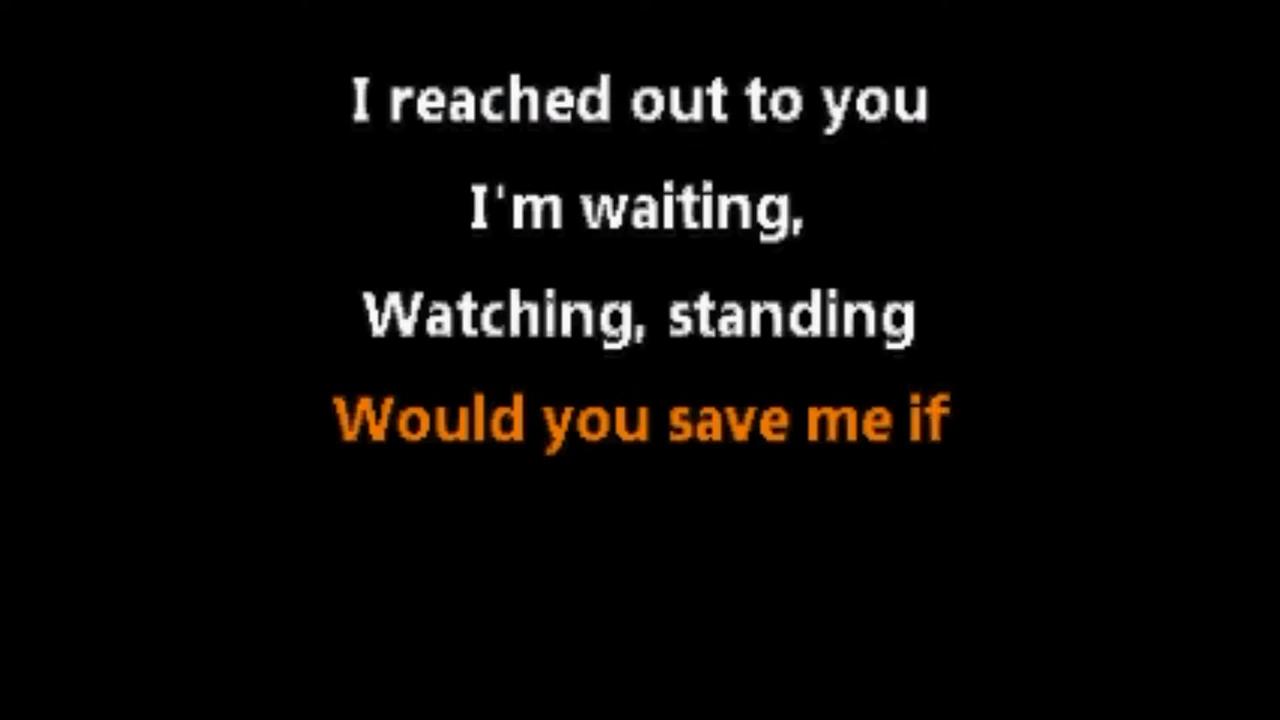 I reached out to you
I'm waiting,
Watching, standing
Would you save me if